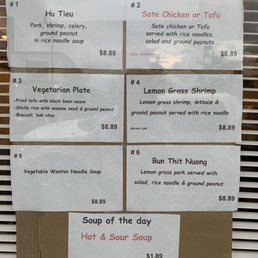 # 1
Hu Tieu
Pork, shrimp, celery,
ground peanut
in rice noodle soup
$8.89
# 2
Sate Chicken or Tofu
Sate chicken or Tofu
served with rice noodles,
salad and ground peanuts
$8.89
# 3
Vegetarian Plate
-Fried tofu with black bean sauce
-Dacky rice with sesame seed & ground peanut
-Broccoli, bok choy
$8.89
# 4
Lemon Grass Shrimp
Lemon grass shrimp, lettuce &
ground peanut served with rice noodle
Served cold
$8.89
# 5
Vegetable Wonton Noodle Soup
$8.89
# 6
Bun Thit Nuong
Lemon grass pork served with
salad, rice noodle & ground peanut
$8.89
Soup of the day
Hot & Sour Soup
$1.89